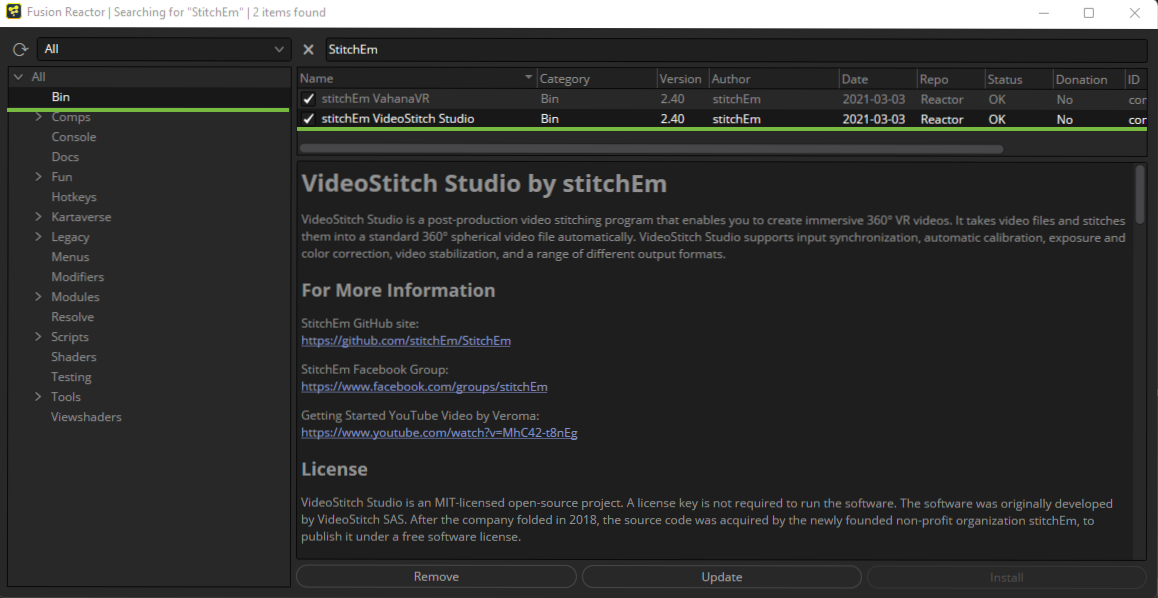 Fusion Reactor | Searching for "StitchEm" | 2 items found
All
StitchEm
All
Bin
Comps
Console
Docs
Fun
Hotkeys
Kartaverse
Legacy
Menus
Modifiers
Modules
Resolve
Scripts
Shaders
Testing
Tools
Viewshaders
Name Category Version Author Date Repo Status Donation ID
stitchEm VahanaVR Bin 2.40 stitchEm 2021-03-03 Reactor OK No cor
stitchEm VideoStitch Studio Bin 2.40 stitchEm 2021-03-03 Reactor OK No cor
VideoStitch Studio by stitchEm
VideoStitch Studio is a post-production video stitching program that enables you to create immersive 360° VR videos. It takes video files and stitches
them into a standard 360° spherical video file automatically. VideoStitch Studio supports input synchronization, automatic calibration, exposure and
color correction, video stabilization, and a range of different output formats.
For More Information
StitchEm GitHub site:
https://github.com/stitchEm/StitchEm
StitchEm Facebook Group:
https://www.facebook.com/groups/stitchEm
Getting Started YouTube Video by Veroma:
https://www.youtube.com/watch?v=MhC42-t8nEg
License
VideoStitch Studio is an MIT-licensed open-source project. A license key is not required to run the software. The software was originally developed
by VideoStitch SAS. After the company folded in 2018, the source code was acquired by the newly founded non-profit organization stitchEm, to
publish it under a free software license.
Remove
Update
Install